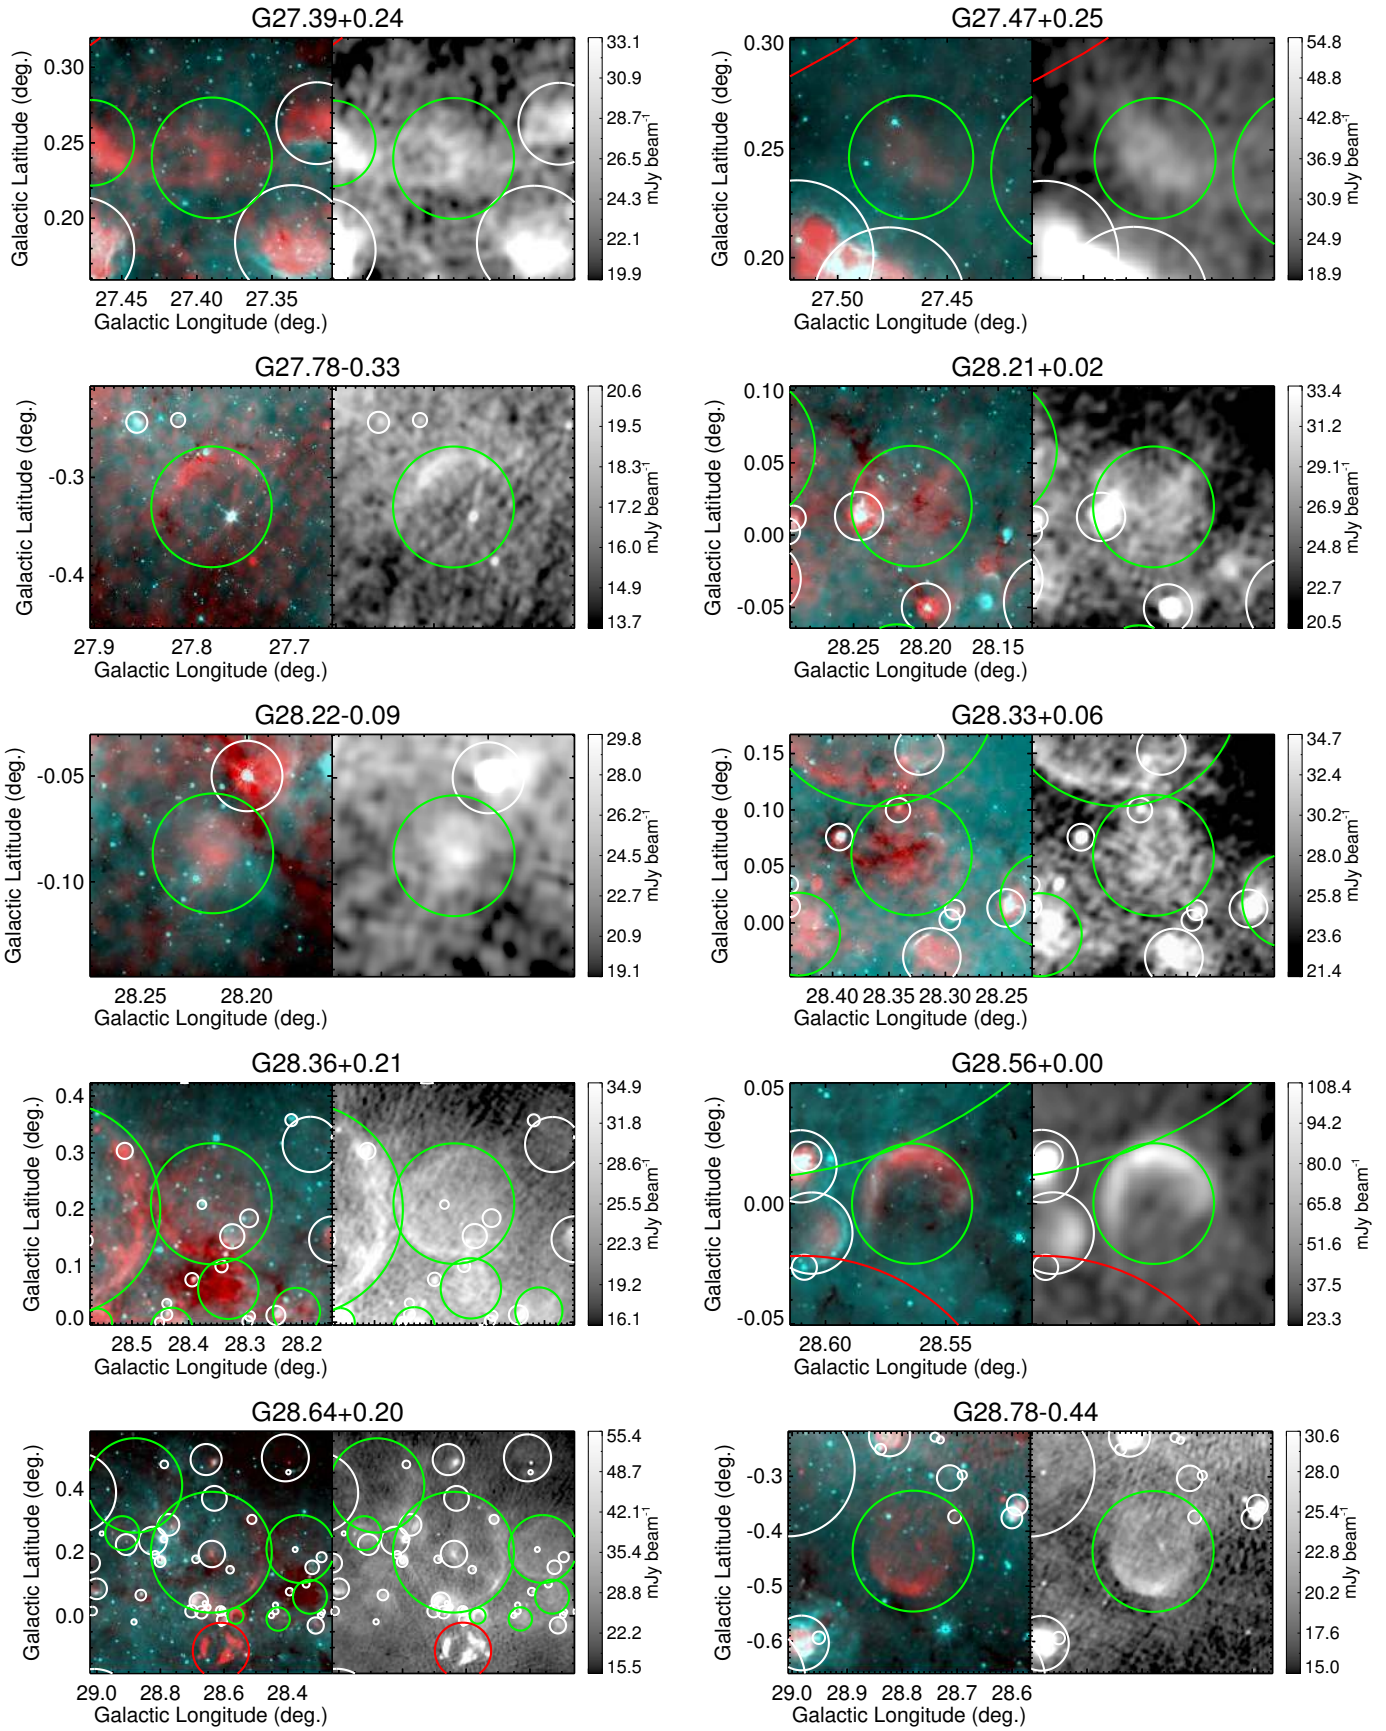 G27.39+0.24
Galactic Latitude (deg.)
0.30
0.25
0.20
27.45 27.40 27.35
Galactic Longitude (deg.)
33.1
30.9
28.7
26.5
24.3
22.1
19.9
mJy beam-1
G27.47+0.25
Galactic Latitude (deg.)
0.30
0.25
0.20
27.50 27.45
Galactic Longitude (deg.)
54.8
48.8
42.8
36.9
30.9
24.9
18.9
mJy beam-1
G27.78-0.33
Galactic Latitude (deg.)
-0.3
-0.4
27.9 27.8 27.7
Galactic Longitude (deg.)
20.6
19.5
18.3
17.2
16.0
14.9
13.7
mJy beam-1
G28.21+0.02
Galactic Latitude (deg.)
0.10
0.05
0.00
-0.05
28.25 28.20 28.15
Galactic Longitude (deg.)
33.4
31.2
29.1
26.9
24.8
22.7
20.5
mJy beam-1
G28.22-0.09
Galactic Latitude (deg.)
-0.05
-0.10
28.25 28.20
Galactic Longitude (deg.)
29.8
28.0
26.3
24.5
22.7
20.9
19.1
mJy beam-1
G28.33+0.06
Galactic Latitude (deg.)
0.15
0.10
0.05
0.00
28.40 28.35 28.30 28.25
Galactic Longitude (deg.)
34.7
32.4
30.2
28.0
25.8
23.6
21.4
mJy beam-1
G28.36+0.21
Galactic Latitude (deg.)
0.4
0.3
0.2
0.1
0.0
28.5 28.4 28.3 28.2
Galactic Longitude (deg.)
34.9
31.8
28.6
25.5
22.3
19.2
16.1
mJy beam-1
G28.56+0.00
Galactic Latitude (deg.)
0.05
0.00
-0.05
28.60 28.55
Galactic Longitude (deg.)
108.4
94.2
80.0
65.8
51.6
37.5
23.3
mJy beam-1
G28.64+0.20
Galactic Latitude (deg.)
0.4
0.2
0.0
29.0 28.8 28.6 28.4
Galactic Longitude (deg.)
55.4
48.7
42.1
35.4
28.8
22.2
15.5
mJy beam-1
G28.78-0.44
Galactic Latitude (deg.)
-0.3
-0.4
-0.5
-0.6
29.0 28.9 28.8 28.7 28.6
Galactic Longitude (deg.)
30.6
28.0
25.4
22.8
20.2
17.6
15.0
mJy beam-1